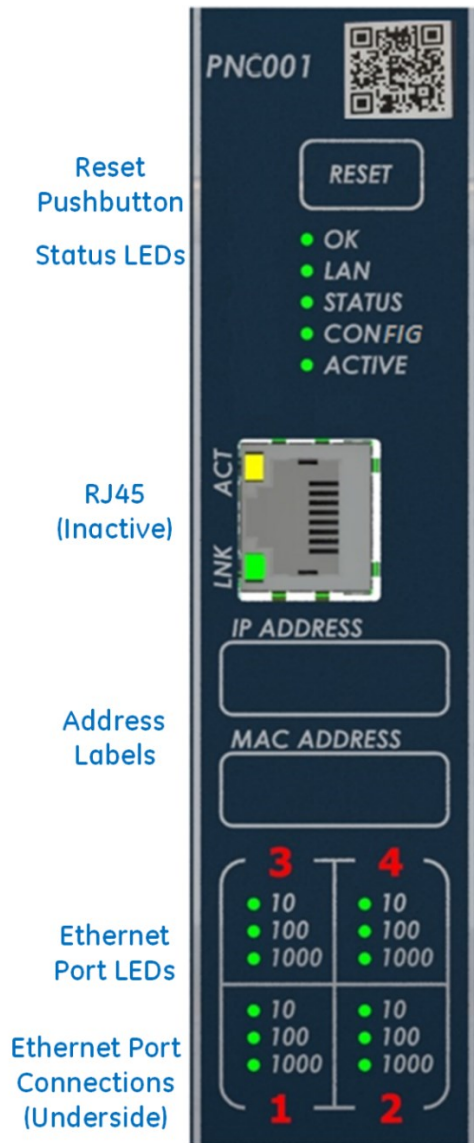 PNC001
RESET
Reset
Pushbutton
Status LEDs
OK
LAN
STATUS
CONFIG
ACTIVE
RJ45
(Inactive)
ACT
LNK
IP ADDRESS
Address
Labels
MAC ADDRESS
3 4
10 10
100 100
1000 1000
Ethernet
Port LEDs
10 10
100 100
1000 1000
Ethernet Port
Connections
(Underside)
1 2